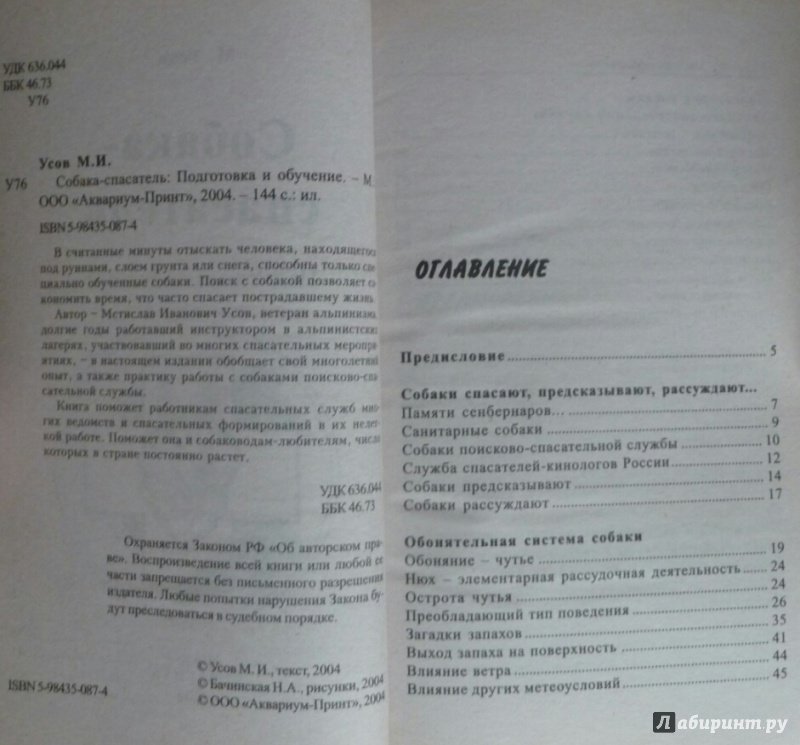 УДК 636.044
ББК 46.73
У76
Усов М.И.
У76
Собака-спасатель: Подготовка и обучение. – М
ООО «Аквариум-Принт», 2004. – 144 с.: ил.
ISBN 5-98435-087-4
В считанные минуты отыскать человека, находящегос
под руинами, слоем грунта или снега, способны только спе
циально обученные собаки. Поиск с собакой позволяет сэ
кономить время, что часто спасает пострадавшему жизнь.
Автор – Мстислав Иванович Усов, ветеран альпинизма,
долгие годы работавший инструктором в альпинистских
лагерях, участвовавший во многих спасательных меропри
ятиях, – в настоящем издании обобщает свой многолетний
опыт, а также практику работы с собаками поисково-спа
сательной службы.
Книга поможет работникам спасательных служб мно
гих ведомств и спасательных формирований в их нелег
кой работе. Поможет она и собаководам-любителям, число
которых в стране постоянно растет.
УДК 636.044
ББК 46.73
Охраняется Законом РФ «Об авторском пра-
ве». Воспроизведение всей книги или любой ее
части запрещается без письменного разрешения
издателя. Любые попытки нарушения Закона бу-
дут преследоваться в судебном порядке.
© Усов М. И., текст, 2004
© Бачинская Н.А., рисунки, 2004
ISBN 5-98435-087-4
© ООО «Аквариум-Принт», 2004
ОГЛАВЛЕНИЕ
Предисловие 5
Собаки спасают, предсказывают, рассуждают...
Памяти сенбернаров... 7
Санитарные собаки 9
Собаки поисково-спасательной службы 10
Служба спасателей-кинологов России 12
Собаки предсказывают 14
Собаки рассуждают 17
Обонятельная система собаки
Обоняние – чутье 19
Нюх – элементарная рассудочная деятельность 24
Острота чутья 24
Преобладающий тип поведения 26
Загадки запахов 35
Выход запаха на поверхность 41
Влияние ветра 44
Влияние других метеоусловий 45
Лабиринт.ру